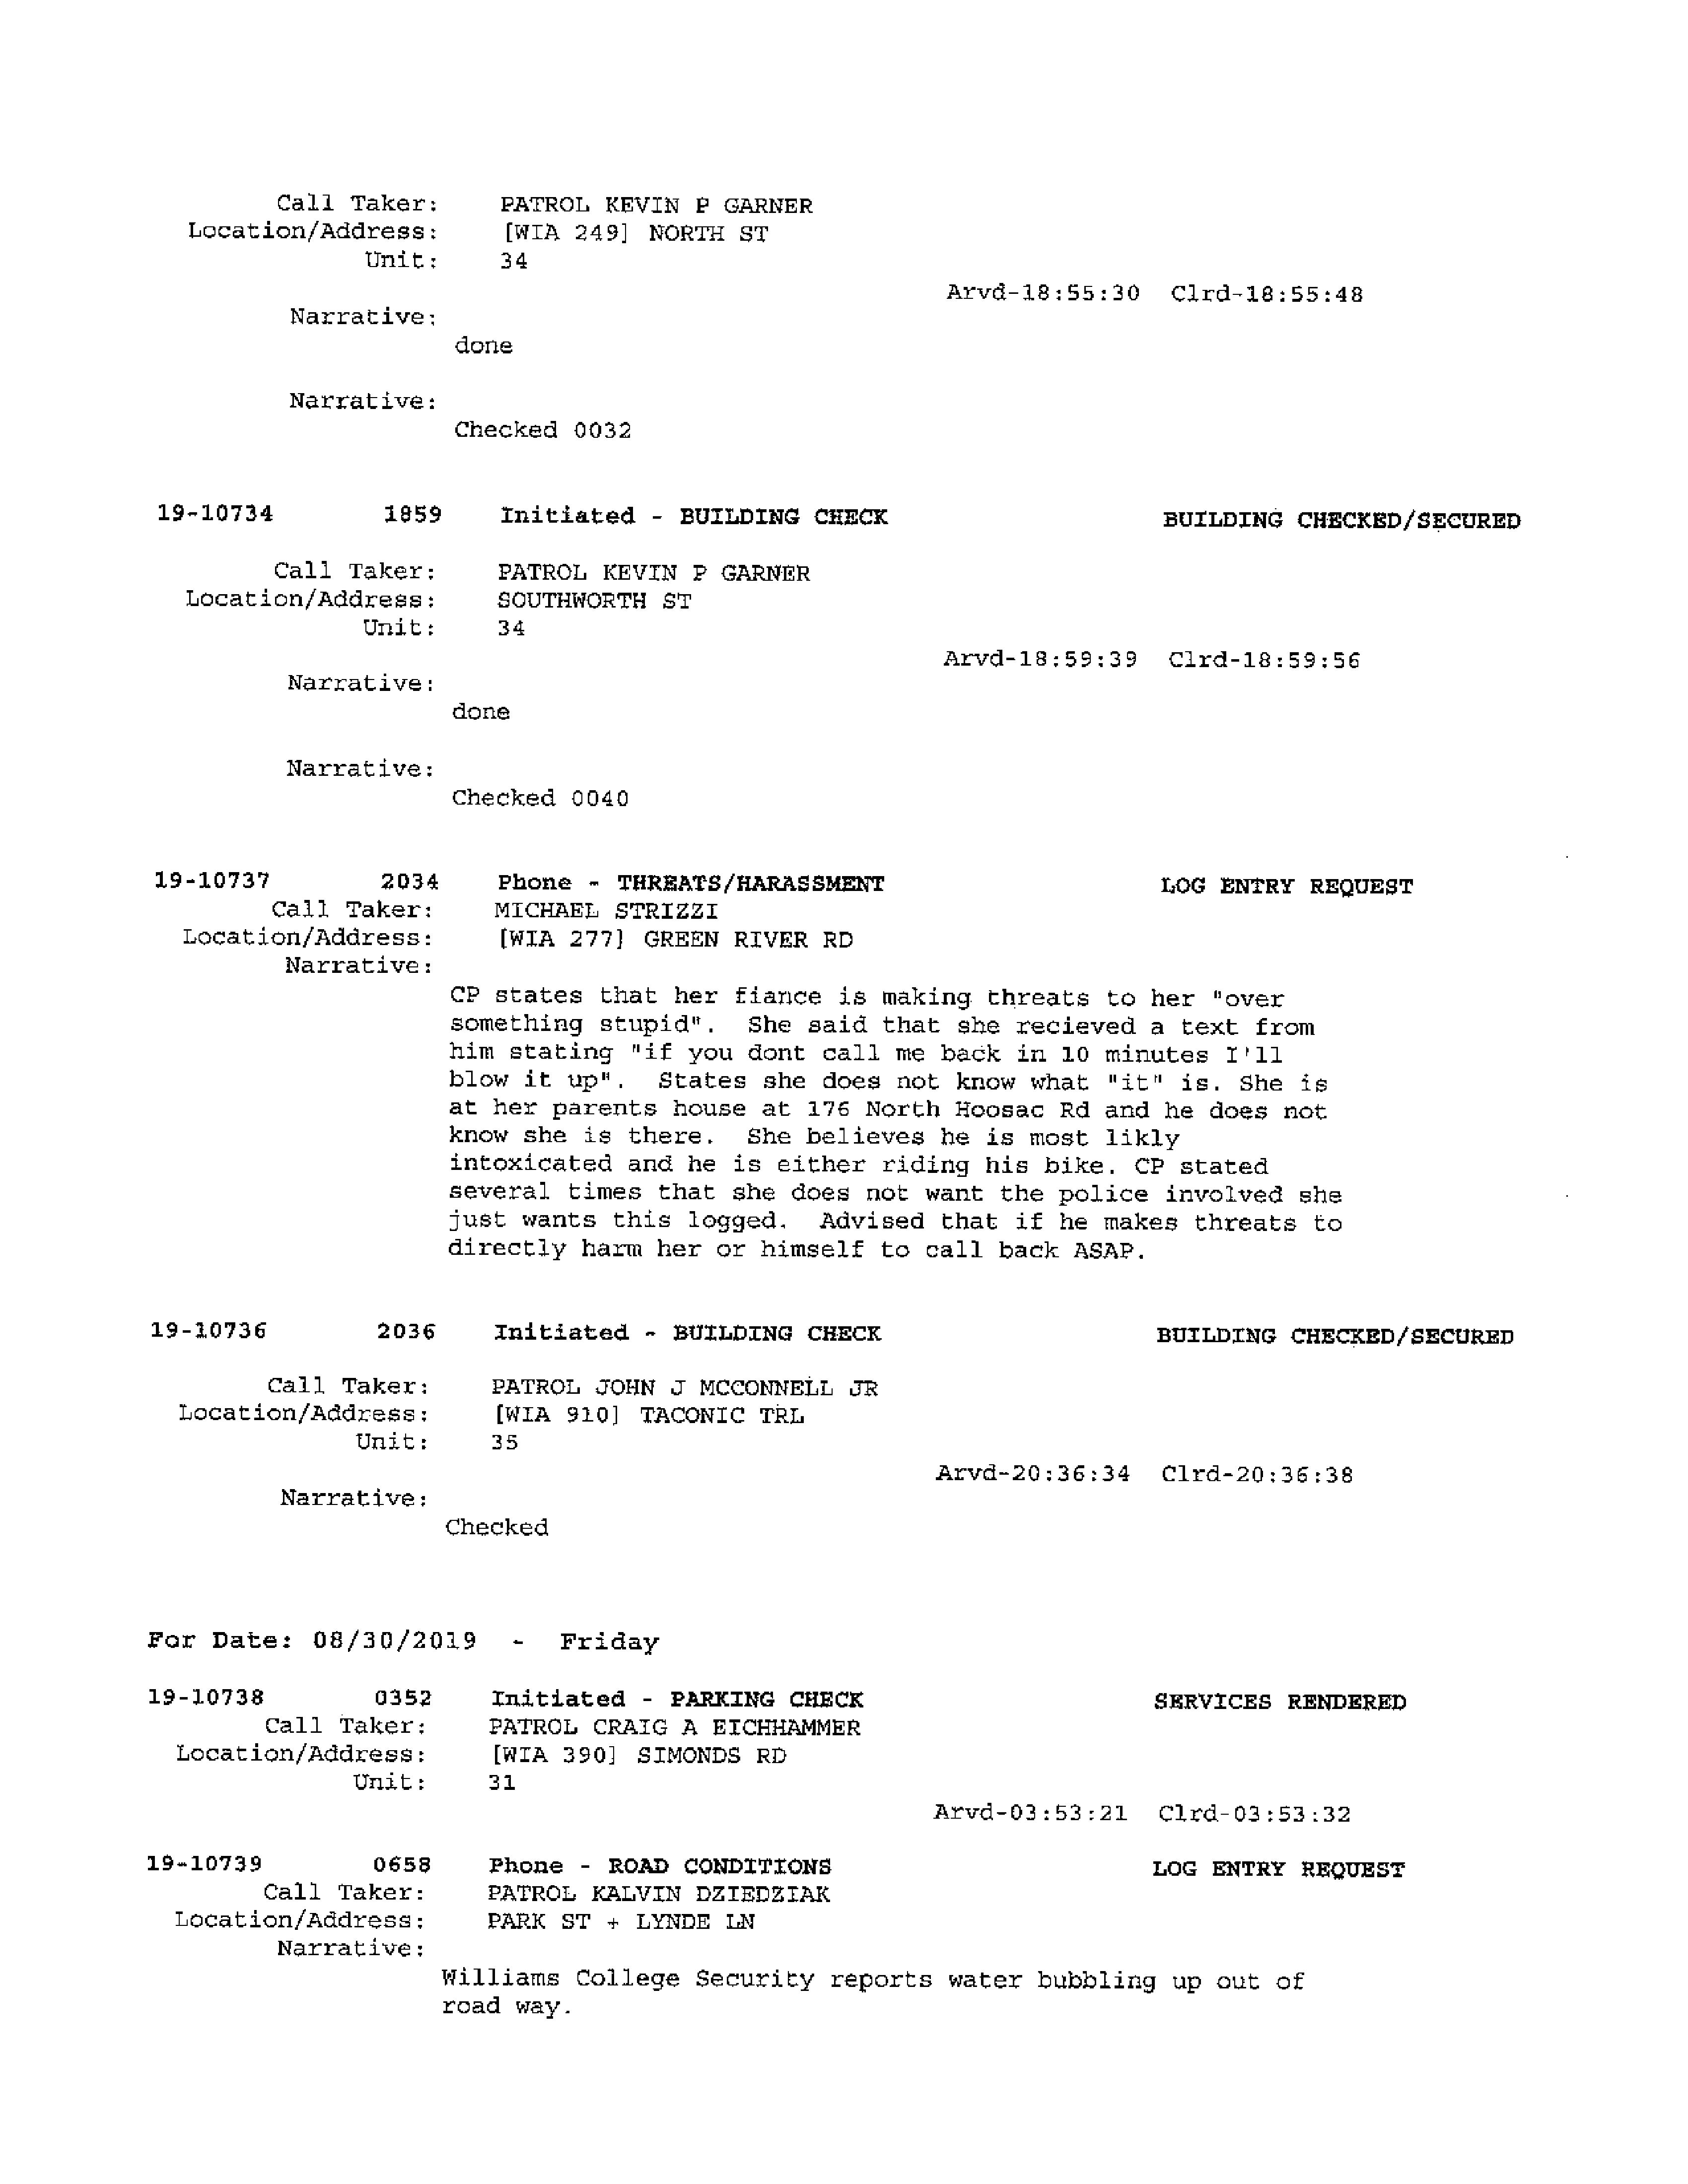 Call Taker: PATROL KEVIN P GARNER
Location/Address: [WIA 249] NORTH ST
Unit: 34
Arvd-18:55:30 Clrd-18:55:48
Narrative:
done
Narrative:
Checked 0032
19-10734 1859 Initiated - BUILDING CHECK BUILDING CHECKED/SECURED
Call Taker: PATROL KEVIN P GARNER
Location/Address: SOUTHWORTH ST
Unit: 34
Arvd-18:59:39 Clrd-18:59:56
Narrative:
done
Narrative:
Checked 0040
19-10737 2034 Phone - THREATS/HARASSMENT LOG ENTRY REQUEST
Call Taker: MICHAEL STRIZZI
Location/Address: [WIA 277] GREEN RIVER RD
Narrative:
CP states that her fiance is making threats to her "over
something stupid". She said that she recieved a text from
him stating "if you dont call me back in 10 minutes I'll
blow it up". States she does not know what "it" is. She is
at her parents house at 176 North Hoosac Rd and he does not
know she is there. She believes he is most likly
intoxicated and he is either riding his bike. CP stated
several times that she does not want the police involved she
just wants this logged. Advised that if he makes threats to
directly harm her or himself to call back ASAP.
19-10736 2036 Initiated - BUILDING CHECK BUILDING CHECKED/SECURED
Call Taker: PATROL JOHN J MCCONNELL JR
Location/Address: [WIA 910] TACONIC TRL
Unit: 35
Arvd-20:36:34 Clrd-20:36:38
Narrative:
Checked
For Date: 08/30/2019 - Friday
19-10738 0352 Initiated - PARKING CHECK SERVICES RENDERED
Call Taker: PATROL CRAIG A EICHHAMMER
Location/Address: [WIA 390] SIMONDS RD
Unit: 31
Arvd-03:53:21 Clrd-03:53:32
19-10739 0658 Phone - ROAD CONDITIONS LOG ENTRY REQUEST
Call Taker: PATROL KALVIN DZIEDZIAK
Location/Address: PARK ST + LYNDE LN
Narrative:
Williams College Security reports water bubbling up out of
road way.